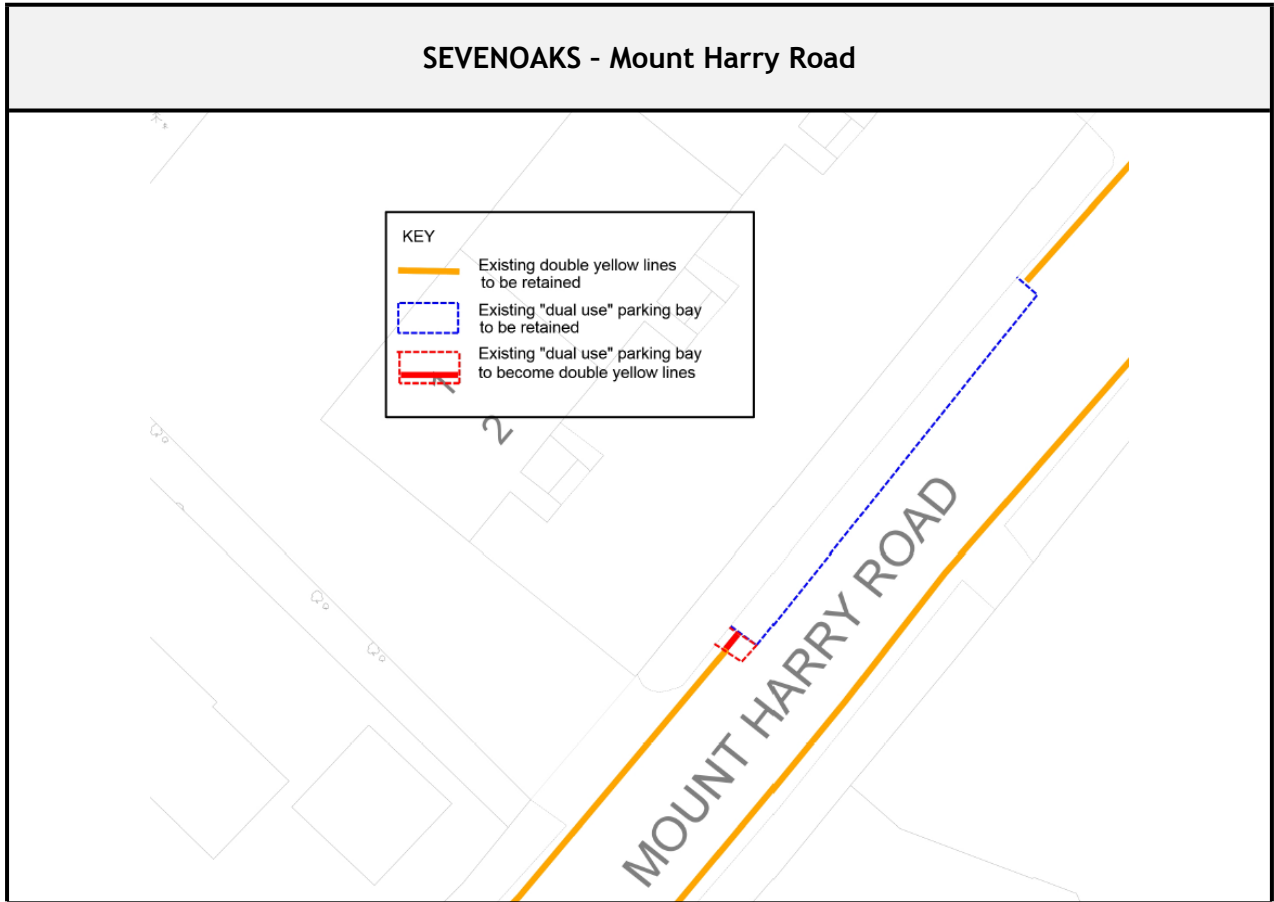 SEVENOAKS – Mount Harry Road
KEY
Existing double yellow lines
to be retained
Existing "dual use" parking bay
to be retained
Existing "dual use" parking bay
to become double yellow lines
1
2
MOUNT HARRY ROAD